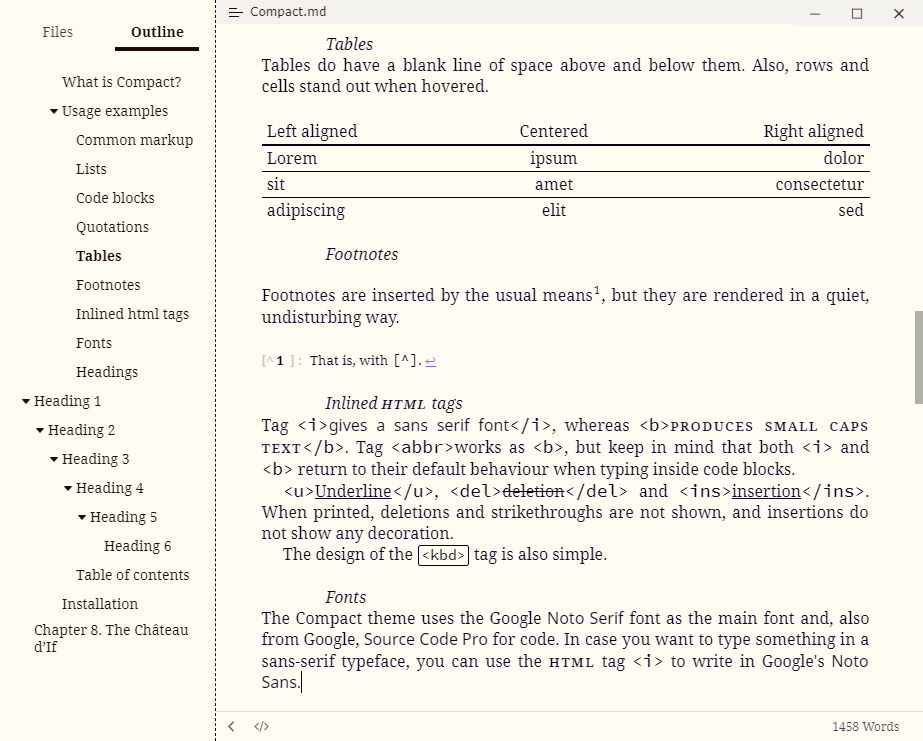 Files Outline
What is Compact?
Usage examples
Common markup
Lists
Code blocks
Quotations
Tables
Footnotes
Inlined html tags
Fonts
Headings
Heading 1
Heading 2
Heading 3
Heading 4
Heading 5
Heading 6
Table of contents
Installation
Chapter 8. The Château
d’If
Compact.md
Tables
Tables do have a blank line of space above and below them. Also, rows and
cells stand out when hovered.
Left aligned Centered Right aligned
Lorem ipsum dolor
sit amet consectetur
adipiscing elit sed
Footnotes
Footnotes are inserted by the usual means1, but they are rendered in a quiet,
undisturbing way.
[^1]: That is, with [^]. ↩
Inlined HTML tags
Tag <i>gives a sans serif font</i>, whereas <b>PRODUCES SMALL CAPS
TEXT</b>. Tag <abbr>works as <b>, but keep in mind that both <i> and
<b> return to their default behaviour when typing inside code blocks.
<u>Underline</u>, <del>deletion</del> and <ins>insertion</ins>.
When printed, deletions and strikethroughs are not shown, and insertions do
not show any decoration.
The design of the <kbd> tag is also simple.
Fonts
The Compact theme uses the Google Noto Serif font as the main font and, also
from Google, Source Code Pro for code. In case you want to type something in a
sans-serif typeface, you can use the HTML tag <i> to write in Google's Noto
Sans.
</> 1458 Words